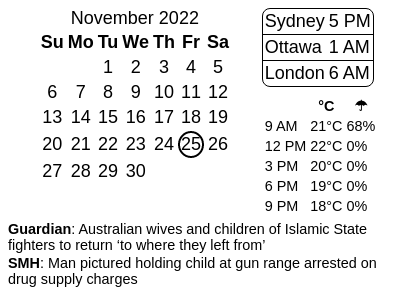 November 2022
Su Mo Tu We Th Fr Sa
1 2 3 4 5
6 7 8 9 10 11 12
13 14 15 16 17 18 19
20 21 22 23 24 25 26
27 28 29 30
Sydney 5 PM
Ottawa 1 AM
London 6 AM
°C ☂
9 AM 21°C 68%
12 PM 22°C 0%
3 PM 20°C 0%
6 PM 19°C 0%
9 PM 18°C 0%
Guardian: Australian wives and children of Islamic State
fighters to return ‘to where they left from’
SMH: Man pictured holding child at gun range arrested on
drug supply charges